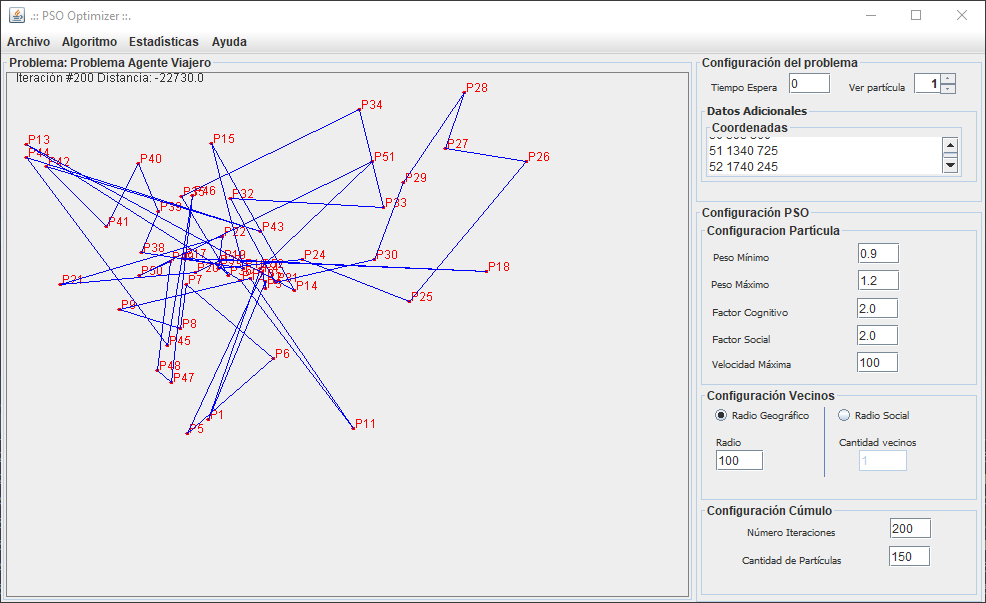 .:: PSO Optimizer ::.
Archivo Algoritmo Estadísticas Ayuda
Problema: Problema Agente Viajero
Iteración #200 Distancia: -22730.0
P28
P34
P13
P15
P27
P44
P42
P40
P51
P26
P29
P46
P32
P33
P39
P41
P43
P22
P38
P19
P24
P30
P18
P50
P21
P7
P14
P25
P9
P8
P45
P6
P48
P47
P1
P5
P11
Configuración del problema
Tiempo Espera 0 Ver partícula 1
Datos Adicionales
Coordenadas
51 1340 725
52 1740 245
Configuración PSO
Configuracion Partícula
Peso Mínimo 0.9
Peso Máximo 1.2
Factor Cognitivo 2.0
Factor Social 2.0
Velocidad Máxima 100
Configuración Vecinos
Radio Geográfico Radio Social
Radio Cantidad vecinos
100 1
Configuración Cúmulo
Número Iteraciones 200
Cantidad de Partículas 150